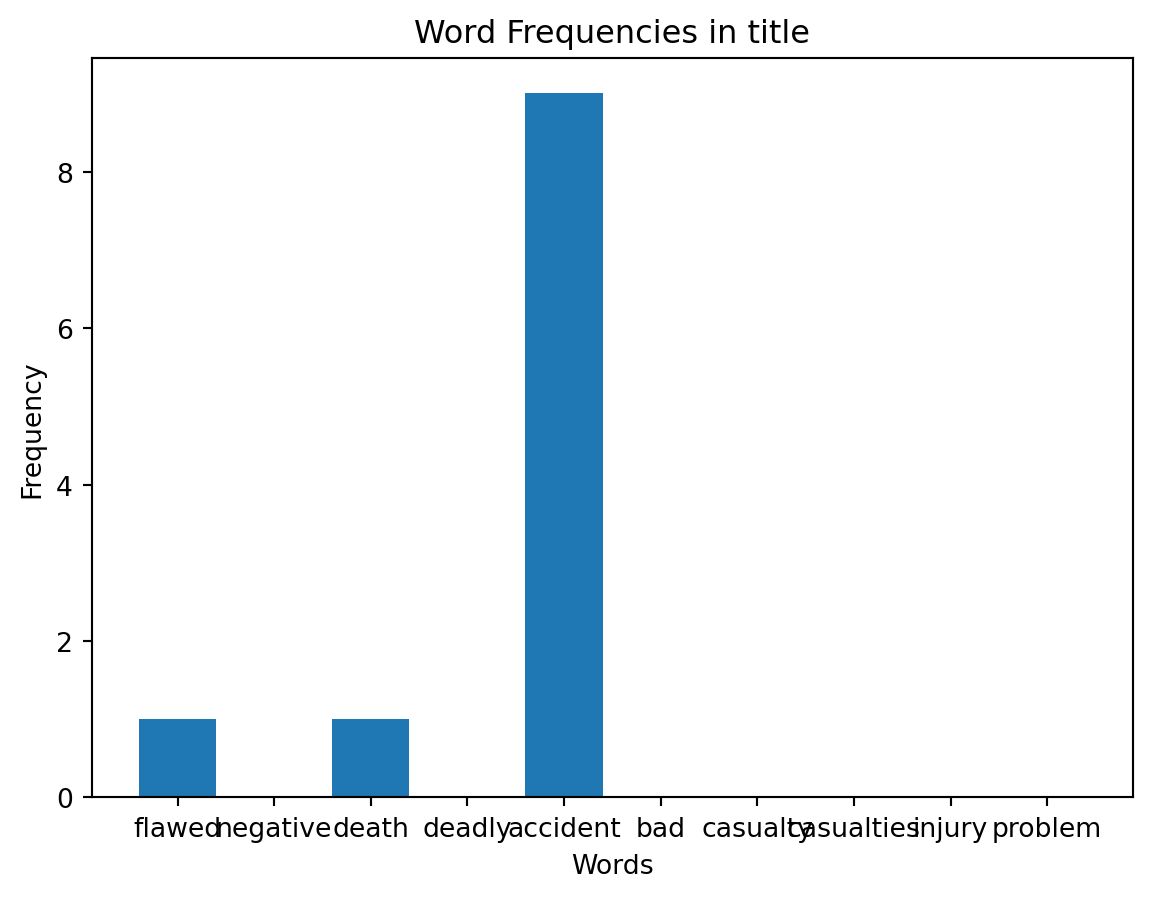 Word Frequencies in title
8
6
4
2
0
Frequency
flawed negative death deadly accident bad casualty casualties injury problem
Words